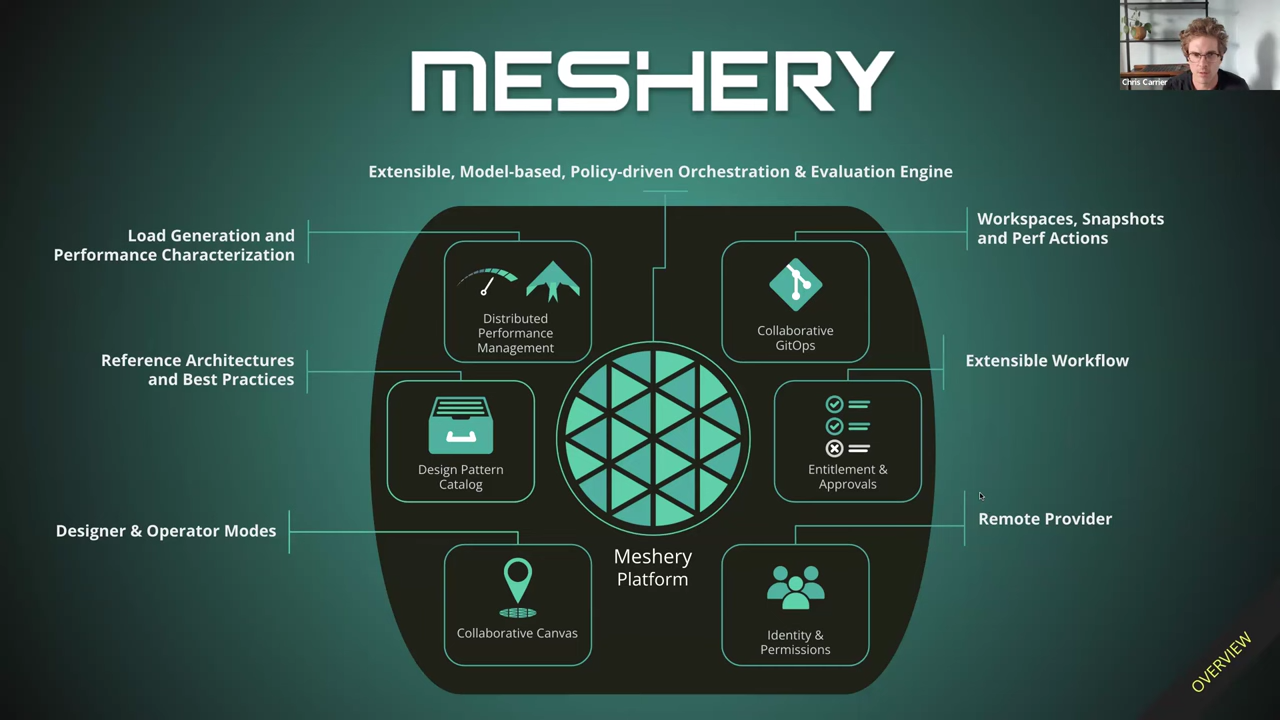 MESHERY
Chris Carrier
Extensible, Model-based, Policy-driven Orchestration & Evaluation Engine
Load Generation and
Performance Characterization
Workspaces, Snapshots
and Perf Actions
Distributed
Performance
Management
Collaborative
GitOps
Reference Architectures
and Best Practices
Extensible Workflow
Design Pattern
Catalog
Entitlement &
Approvals
Designer & Operator Modes
Remote Provider
Meshery
Platform
Collaborative Canvas
Identity &
Permissions
OVERVIEW